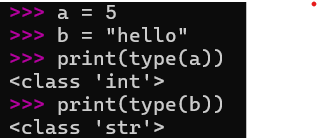 >>> a = 5
>>> b = "hello"
>>> print(type(a))
<class 'int'>
>>> print(type(b))
<class 'str'>